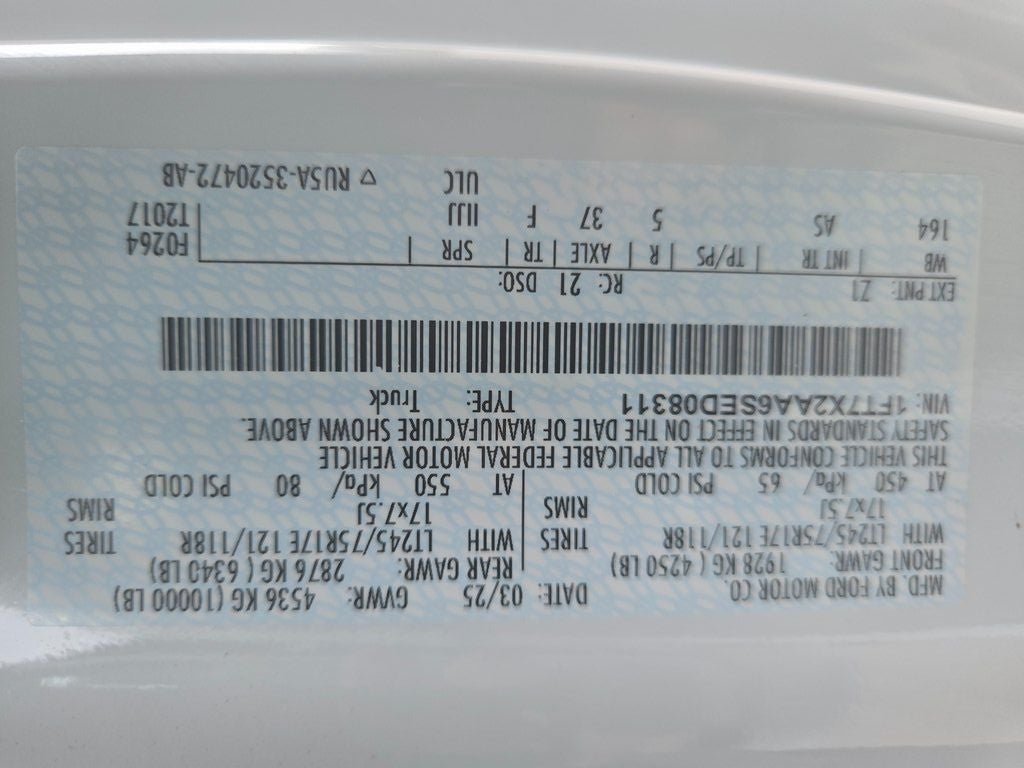 MFD. BY FORD MOTOR CO DATE: 03/25 GVWR: 4536 KG (10000 LB)
FRONT GAWR: 1928 KG (4250 LB) REAR GAWR: 2876 KG (6340 LB)
WITH LT245/75R17E 121/118R TIRES WITH LT245/75R17E 121/118R TIRES
17x7.5J RIMS 17x7.5J RIMS
AT 450 kPa/ 65 PSI COLD AT 550 kPa/ 80 PSI COLD
THIS VEHICLE CONFORMS TO ALL APPLICABLE FEDERAL MOTOR VEHICLE
SAFETY STANDARDS IN EFFECT ON THE DATE OF MANUFACTURE SHOWN ABOVE.
VIN: 1FT7X2AA6SED08311 TYPE: Truck
EXT PNT: Z1 RC: 21 DSO:
WB | INT TR | TP/PS | R | AXLE | TR | SPR | F0264
164 AS 5 37 F IIJJ T2017
ULC ▽ RU5A-3520472-AB